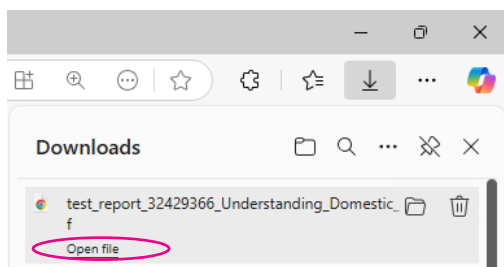 Downloads
test_report_32429366_Understanding_Domestic_
f
Open file